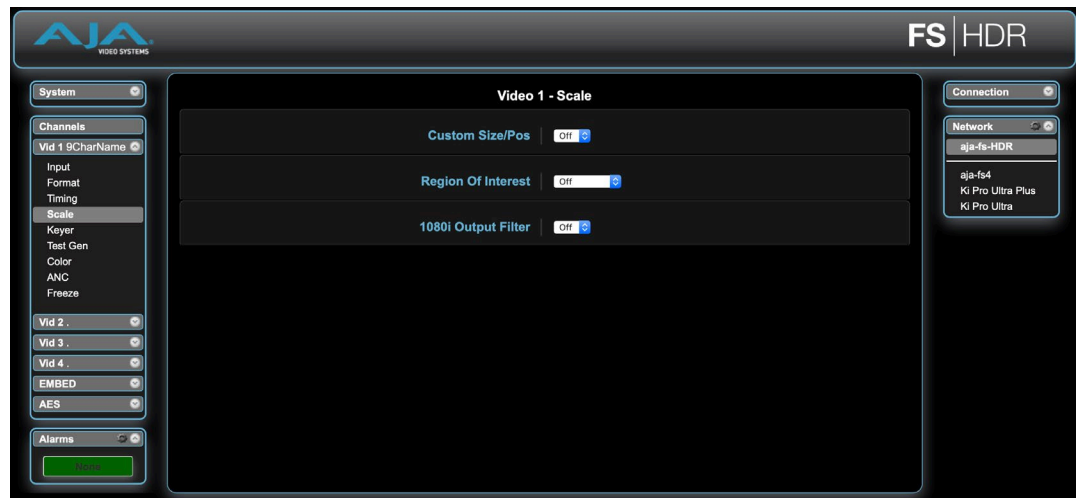 AJA
VIDEO SYSTEMS
FS HDR
System
Channels
Vid 1 9CharName
Input
Format
Timing
Scale
Keyer
Test Gen
Color
ANC
Freeze
Vid 2 .
Vid 3 .
Vid 4 .
EMBED
AES
Alarms
None
Video 1 - Scale
Custom Size/Pos Off
Region Of Interest Off
1080i Output Filter Off
Connection
Network
aja-fs-HDR
aja-fs4
Ki Pro Ultra Plus
Ki Pro Ultra